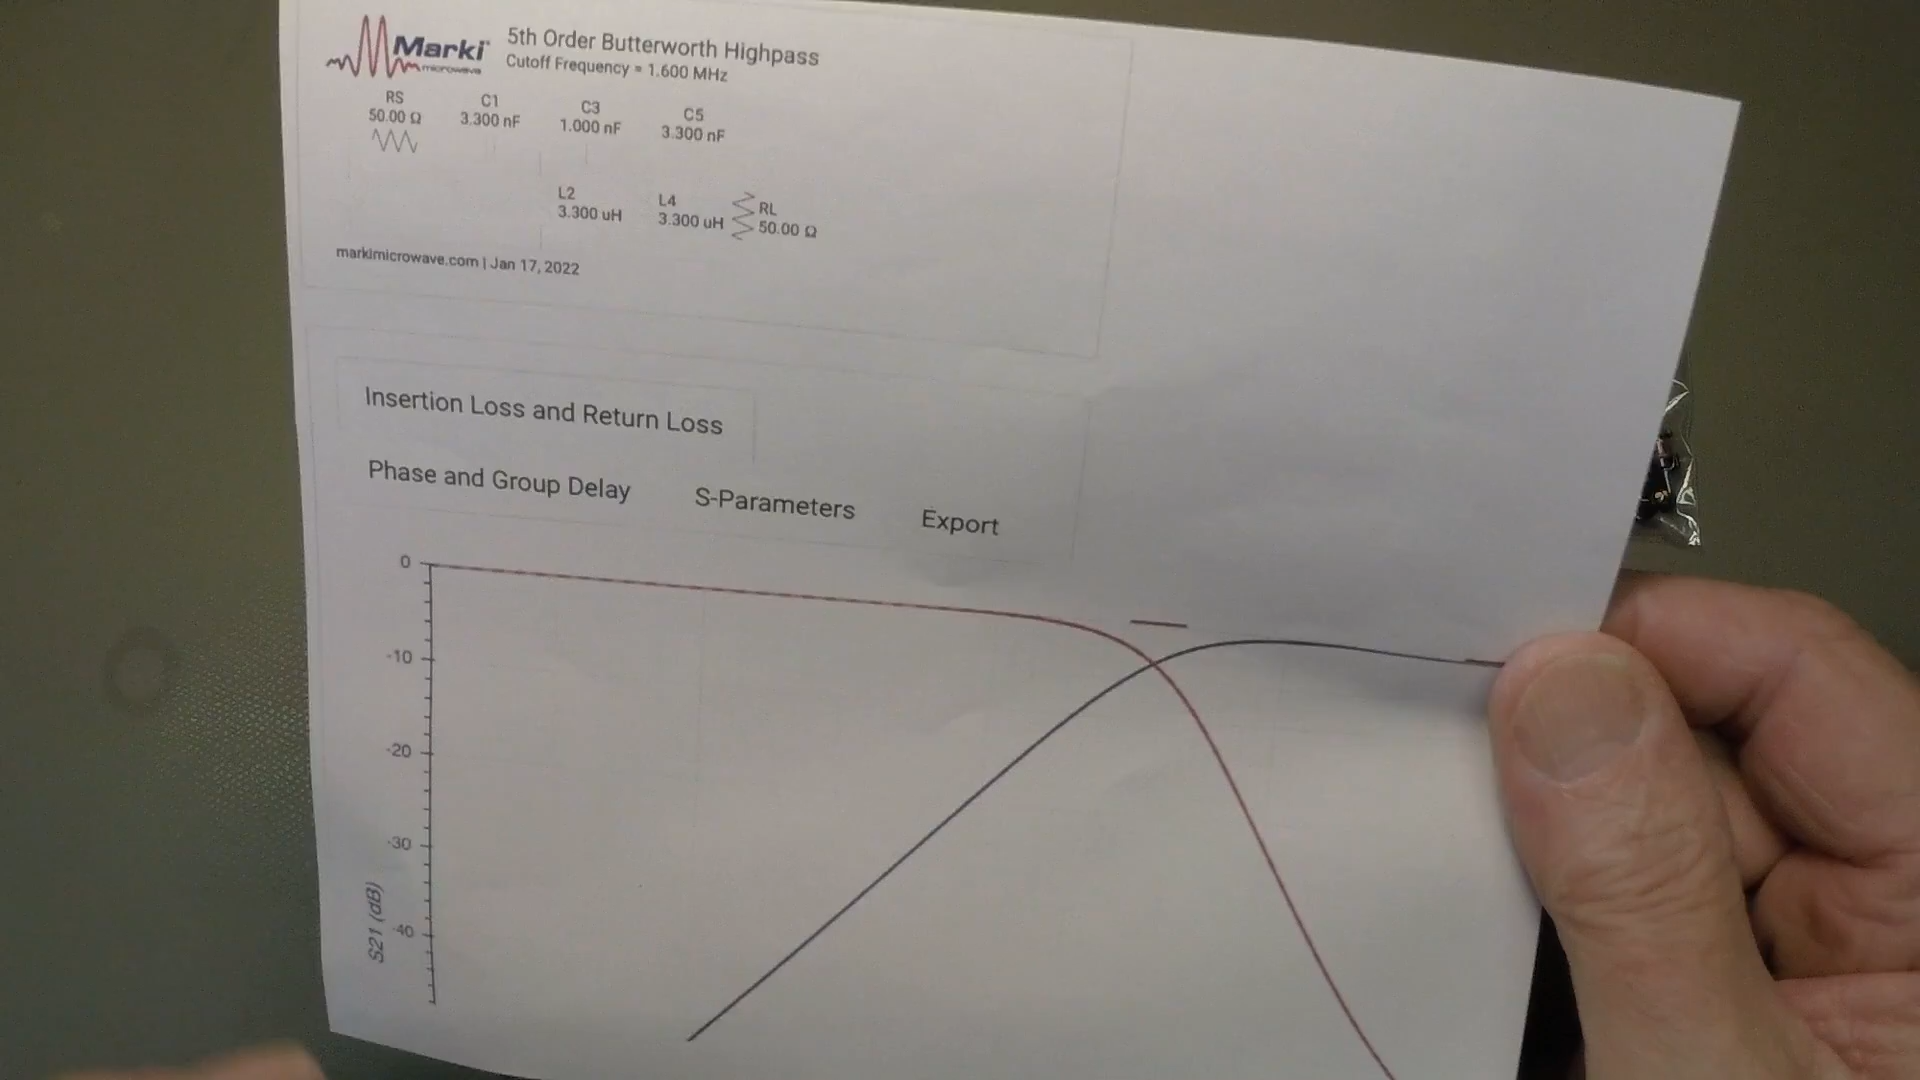 Marki
microwave
5th Order Butterworth Highpass
Cutoff Frequency = 1.600 MHz
RS
50.00 Ω
C1
3.300 nF
C3
1.000 nF
C5
3.300 nF
L2
3.300 uH
L4
3.300 uH
RL
50.00 Ω
markimicrowave.com | Jan 17, 2022
Insertion Loss and Return Loss
Phase and Group Delay
S-Parameters
Export
0
-10
-20
-30
-40
S21 (dB)